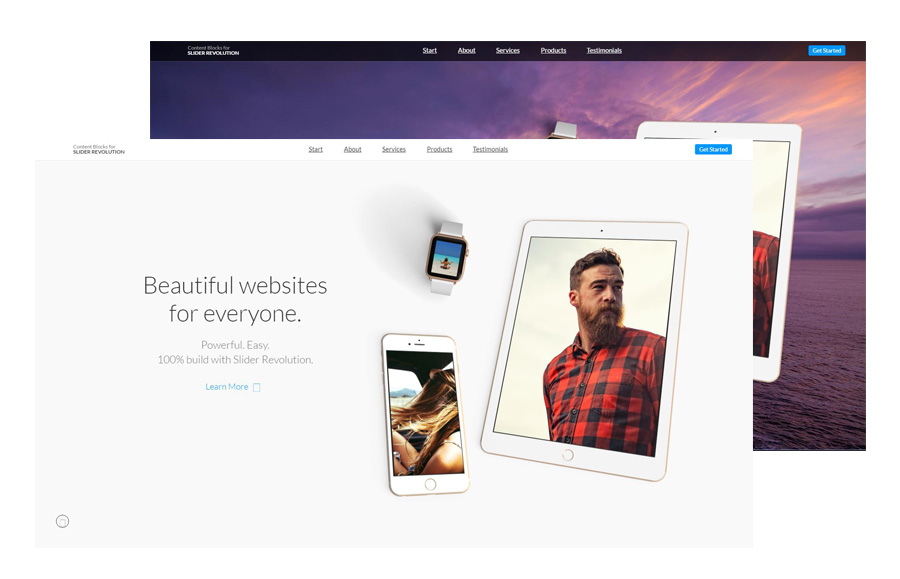 Content Blocks for
SLIDER REVOLUTION
Start About Services Products Testimonials
Get Started
Content Blocks for
SLIDER REVOLUTION
Start About Services Products Testimonials
Get Started
Beautiful websites
for everyone.
Powerful. Easy.
100% build with Slider Revolution.
Learn More